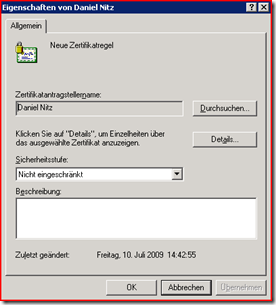 Eigenschaften von Daniel Nitz
Allgemein
Neue Zertifikatregel
Zertifikatantragstellername:
Daniel Nitz
Durchsuchen...
Klicken Sie auf "Details", um Einzelheiten über
das ausgewählte Zertifikat anzuzeigen.
Details...
Sicherheitsstufe:
Nicht eingeschränkt
Beschreibung:
Zuletzt geändert: Freitag, 10. Juli 2009 14:42:55
OK Abbrechen Übernehmen